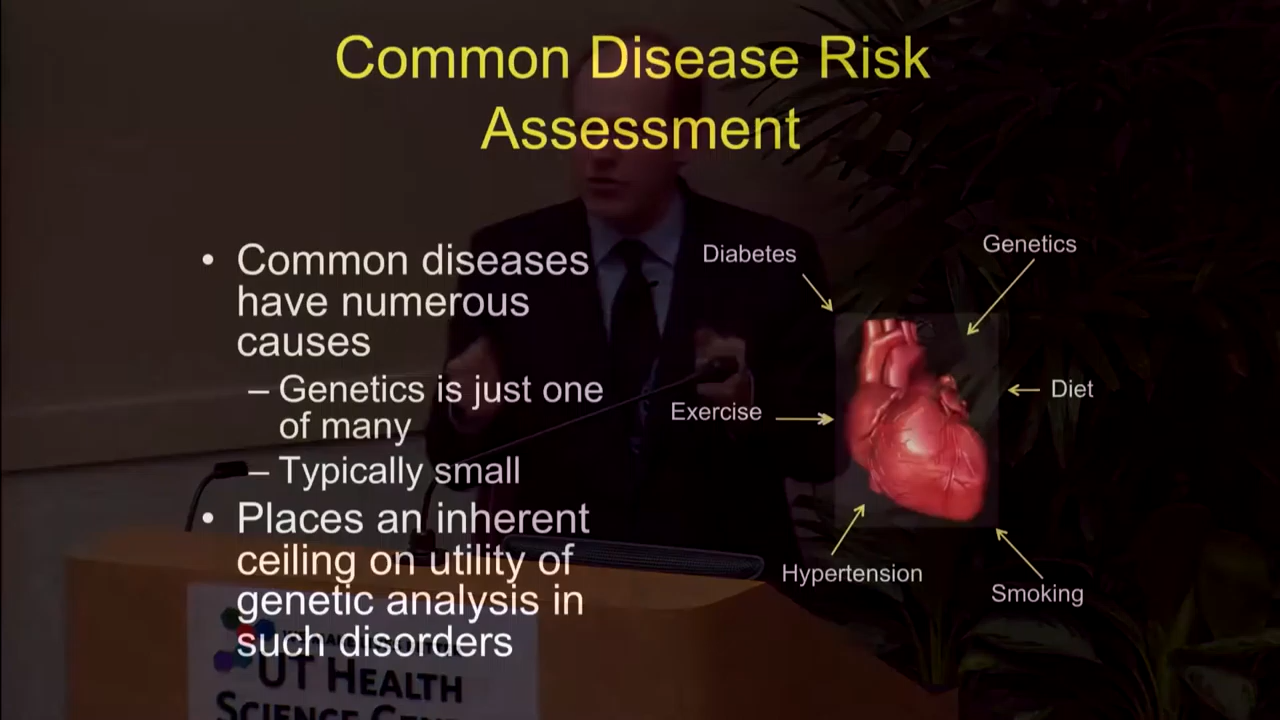 Common Disease Risk
Assessment
• Common diseases
have numerous
causes
– Genetics is just one
of many
– Typically small
• Places an inherent
ceiling on utility of
genetic analysis in
such disorders
Diabetes
Genetics
Exercise
Diet
Hypertension
Smoking
UT HEALTH
SCIENCE